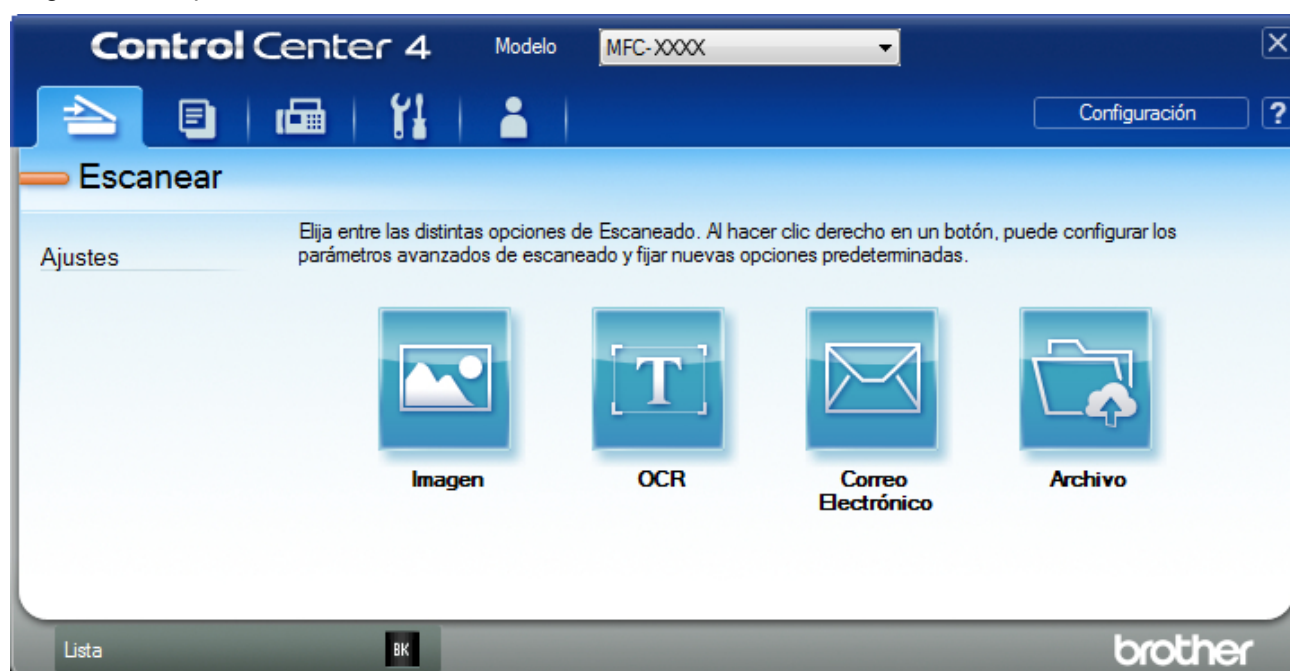 Control Center 4 Modelo MFC-XXXX
Configuración ?
Escanear
Ajustes
Elija entre las distintas opciones de Escaneado. Al hacer clic derecho en un botón, puede configurar los
parámetros avanzados de escaneado y fijar nuevas opciones predeterminadas.
T
Imagen OCR Correo Electrónico Archivo
Lista BK brother